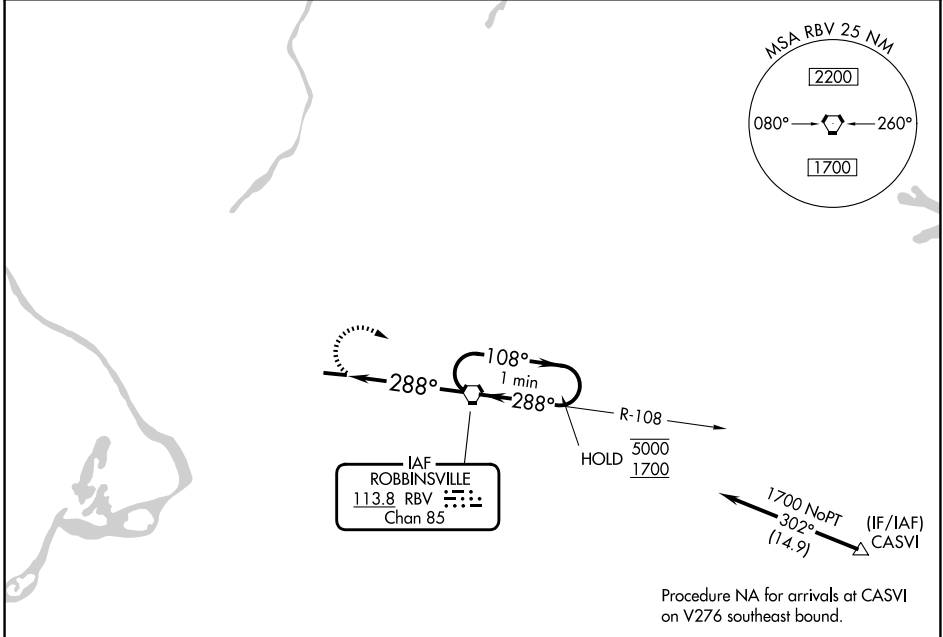 MSA RBV 25 NM
2200
080°
260°
1700
108°
1 min
288°
288°
R-108
HOLD
5000
1700
IAF
ROBBINSVILLE
113.8 RBV
Chan 85
1700 NoPT
302°
(14.9)
(IF/IAF)
CASVI
Procedure NA for arrivals at CASVI
on V276 southeast bound.